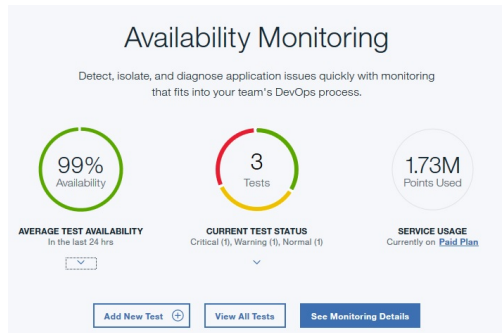 Availability Monitoring
Detect, isolate, and diagnose application issues quickly with monitoring
that fits into your team's DevOps process.
99%
Availability
AVERAGE TEST AVAILABILITY
In the last 24 hrs
3
Tests
CURRENT TEST STATUS
Critical (1), Warning (1), Normal (1)
1.73M
Points Used
SERVICE USAGE
Currently on Paid Plan
Add New Test
View All Tests
See Monitoring Details